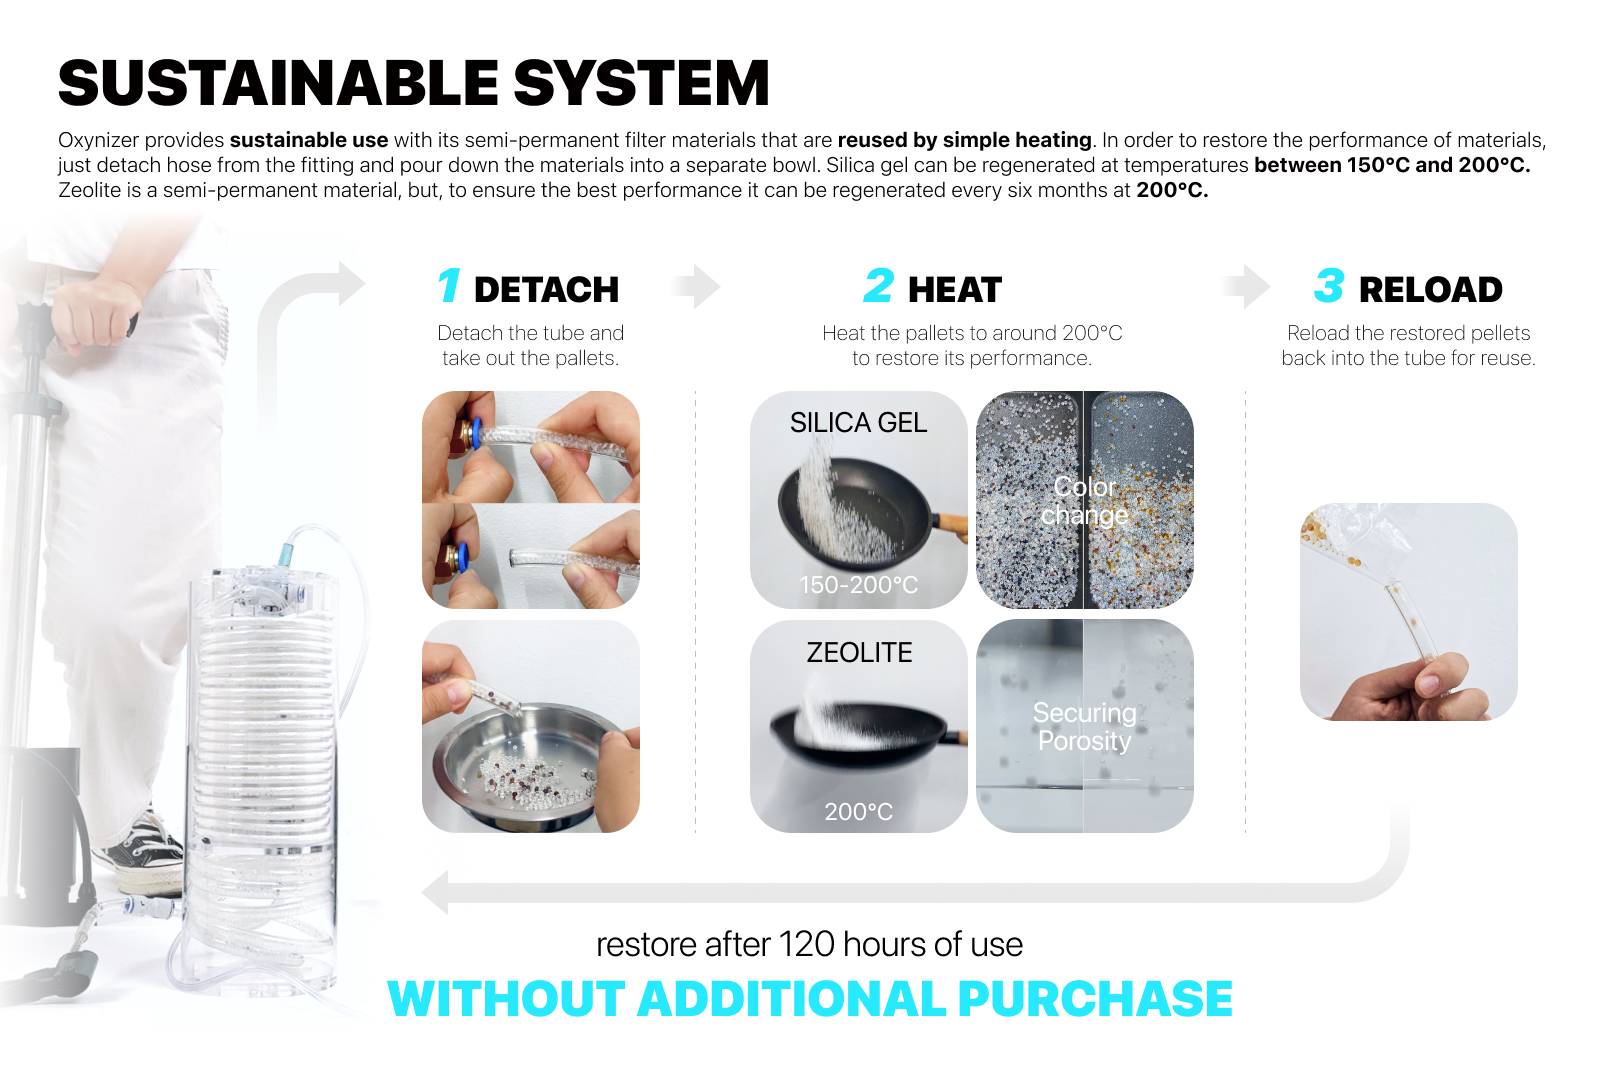 SUSTAINABLE SYSTEM
Oxynizer provides sustainable use with its semi-permanent filter materials that are reused by simple heating. In order to restore the performance of materials,
just detach hose from the fitting and pour down the materials into a separate bowl. Silica gel can be regenerated at temperatures between 150°C and 200°C.
Zeolite is a semi-permanent material, but, to ensure the best performance it can be regenerated every six months at 200°C.
1 DETACH
Detach the tube and
take out the pallets.
2 HEAT
Heat the pallets to around 200°C
to restore its performance.
SILICA GEL
150-200°C
Color
change
ZEOLITE
200°C
Securing
Porosity
3 RELOAD
Reload the restored pellets
back into the tube for reuse.
restore after 120 hours of use
WITHOUT ADDITIONAL PURCHASE